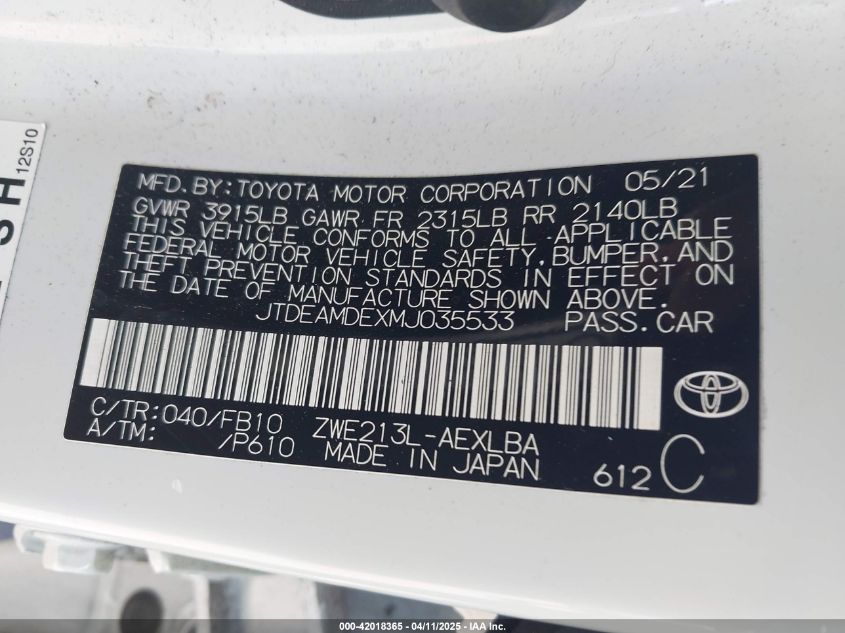 SH
12S10
MFD.BY:TOYOTA MOTOR CORPORATION 05/21
GVWR 3915LB GAWR FR 2315LB RR 2140LB
THIS VEHICLE CONFORMS TO ALL APPLICABLE
FEDERAL MOTOR VEHICLE SAFETY,BUMPER,AND
THEFT PREVENTION STANDARDS IN EFFECT ON
THE DATE OF MANUFACTURE SHOWN ABOVE.
JTDEAMDEXMJ035533 PASS.CAR
C/TR:040/FB10 ZWE213L-AEXLBA
A/TM: /P610 MADE IN JAPAN 612 C
000-42018365 - 04/11/2025 - IAA Inc.